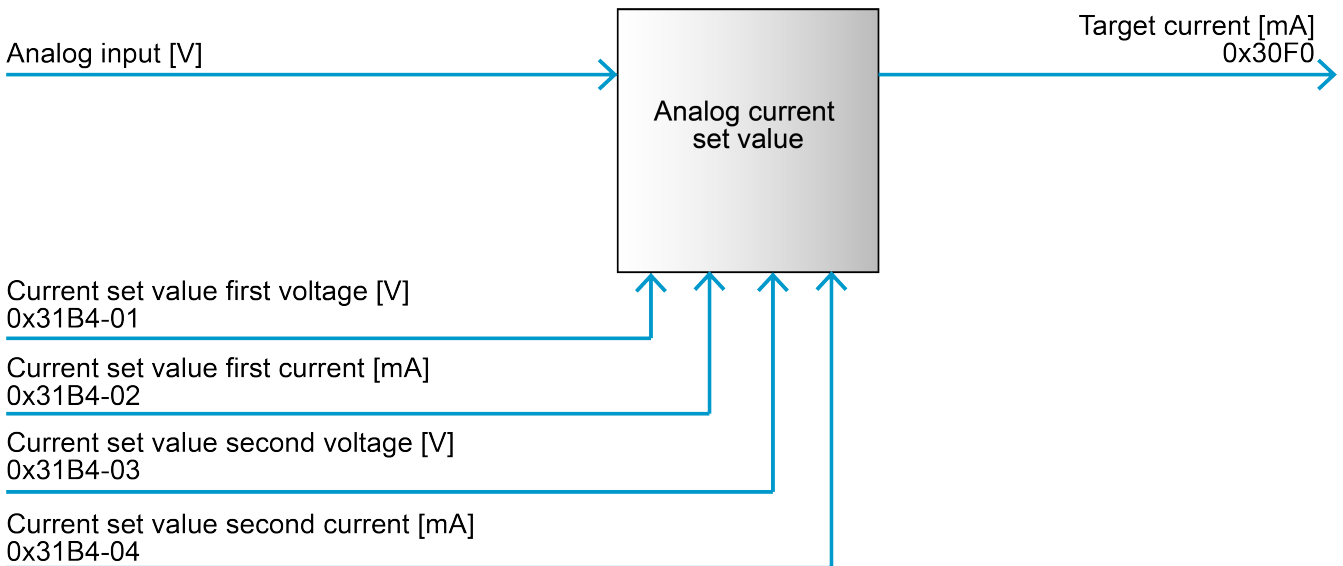 Analog input [V]
Analog current
set value
Target current [mA]
0x30F0
Current set value first voltage [V]
0x31B4-01
Current set value first current [mA]
0x31B4-02
Current set value second voltage [V]
0x31B4-03
Current set value second current [mA]
0x31B4-04